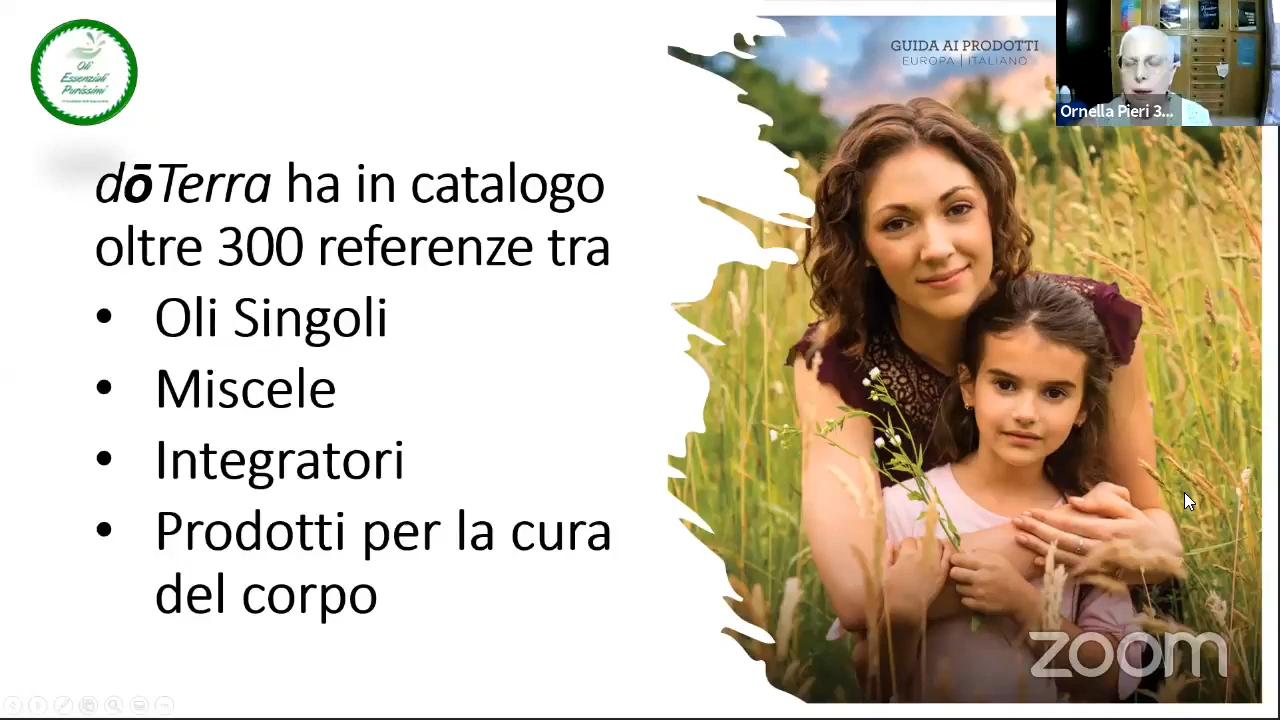 Oli
Essenziali
Purissimi
GUIDA AI PRODOTTI
EUROPA | ITALIANO
Ornella Pieri 3...
dōTerra ha in catalogo
oltre 300 referenze tra
• Oli Singoli
• Miscele
• Integratori
• Prodotti per la cura
del corpo
zoom